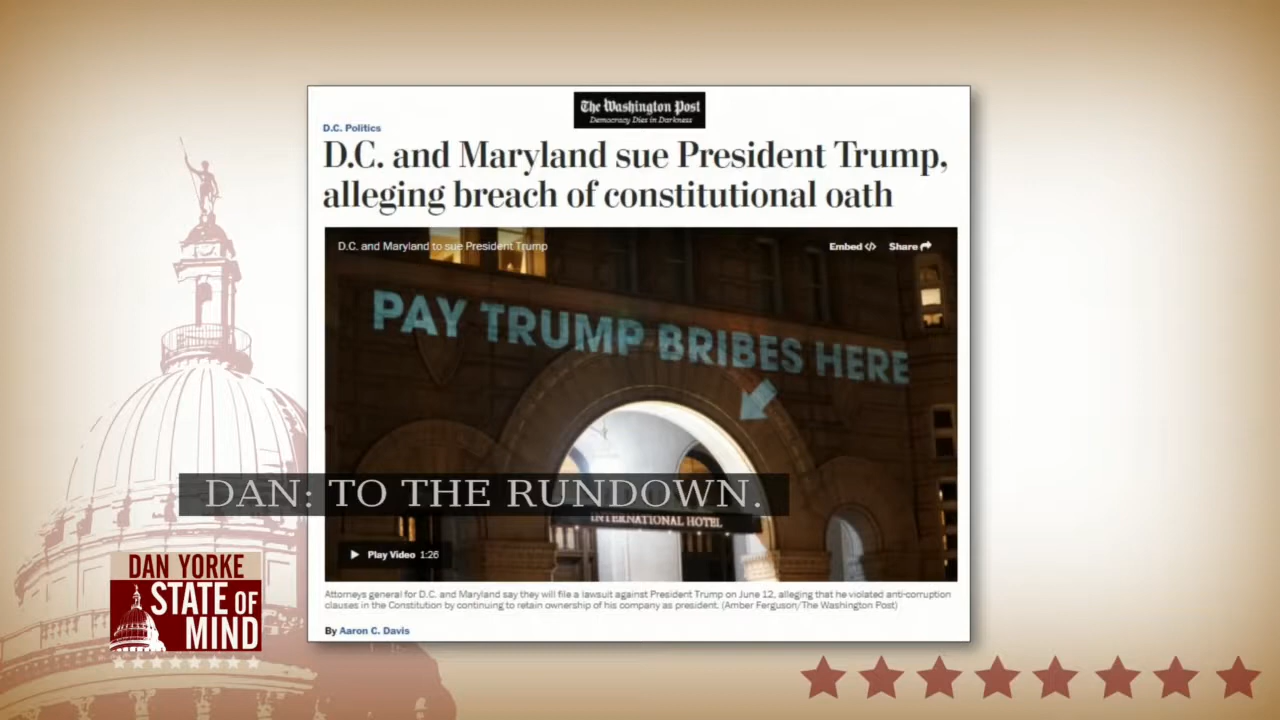 The Washington Post
Democracy Dies in Darkness
D.C. Politics
D.C. and Maryland sue President Trump,
alleging breach of constitutional oath
D.C. and Maryland to sue President Trump
Embed </> Share
PAY TRUMP BRIBES HERE
DAN: TO THE RUNDOWN.
INTERNATIONAL HOTEL
Play Video 1:26
Attorneys general for D.C. and Maryland say they will file a lawsuit against President Trump on June 12, alleging that he violated anti-corruption
clauses in the Constitution by continuing to retain ownership of his company as president. (Amber Ferguson/The Washington Post)
By Aaron C. Davis
DAN YORKE
STATE OF
MIND